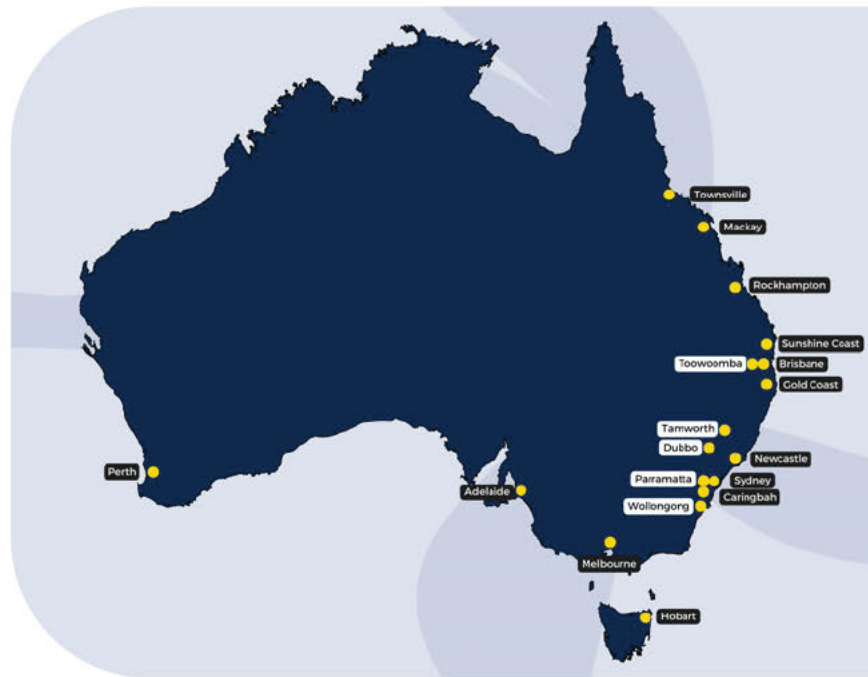 Townsville
Mackay
Rockhampton
Sunshine Coast
Toowoomba
Brisbane
Gold Coast
Tamworth
Dubbo
Newcastle
Perth
Parramatta
Sydney
Adelaide
Caringbah
Wollongong
Melbourne
Hobart